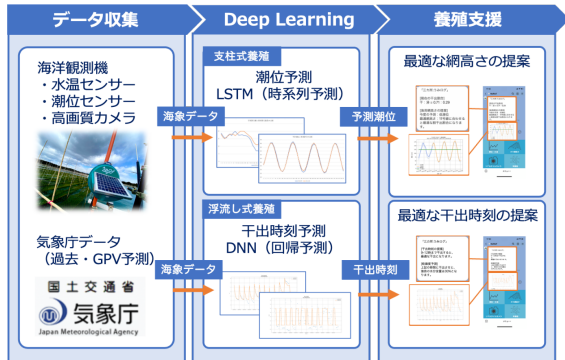 データ収集
Deep Learning
養殖支援
海洋観測機
・水温センサー
・潮位センサー
・高画質カメラ
気象庁データ
（過去・GPV予測）
国土交通省
気象庁
Japan Meteorological Agency
海象データ
海象データ
支柱式養殖
潮位予測
LSTM（時系列予測）
浮流し式養殖
干出時刻予測
DNN（回帰予測）
予測潮位
干出時刻
最適な網高さの提案
最適な干出時刻の提案